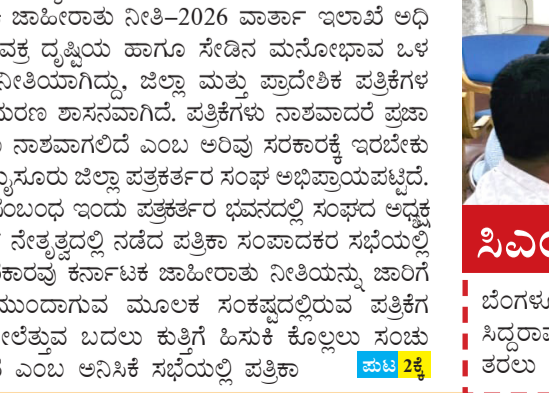 ಜಾಹೀರಾತು ನೀತಿ–2026 ವಾರ್ತಾ ಇಲಾಖೆ ಅಧಿ
ವಕ್ರ ದೃಷ್ಟಿಯ ಹಾಗೂ ಸೇಡಿನ ಮನೋಭಾವ ಒಳ
ನೀತಿಯಾಗಿದ್ದು, ಜಿಲ್ಲಾ ಮತ್ತು ಪ್ರಾದೇಶಿಕ ಪತ್ರಿಕೆಗಳ
ಮರಣ ಶಾಸನವಾಗಿದೆ. ಪತ್ರಿಕೆಗಳು ನಾಶವಾದರೆ ಪ್ರಜಾ
ನಾಶವಾಗಲಿದೆ ಎಂಬ ಅರಿವು ಸರಕಾರಕ್ಕೆ ಇರಬೇಕು
ಮೈಸೂರು ಜಿಲ್ಲಾ ಪತ್ರಕರ್ತರ ಸಂಘ ಅಭಿಪ್ರಾಯಪಟ್ಟಿದೆ.
ಸಂಬಂಧ ಇಂದು ಪತ್ರಕರ್ತರ ಭವನದಲ್ಲಿ ಸಂಘದ ಅಧ್ಯಕ್ಷ
ನೇತೃತ್ವದಲ್ಲಿ ನಡೆದ ಪತ್ರಿಕಾ ಸಂಪಾದಕರ ಸಭೆಯಲ್ಲಿ
ಕಾರವು ಕರ್ನಾಟಕ ಜಾಹೀರಾತು ನೀತಿಯನ್ನು ಜಾರಿಗೆ
ಮುಂದಾಗುವ ಮೂಲಕ ಸಂಕಷ್ಟದಲ್ಲಿರುವ ಪತ್ರಿಕೆಗ
ಮೇಲೆತ್ತುವ ಬದಲು ಕುತ್ತಿಗೆ ಹಿಸುಕಿ ಕೊಲ್ಲಲು ಸಂಚು
ಎಂಬ ಅನಿಸಿಕೆ ಸಭೆಯಲ್ಲಿ ಪತ್ರಿಕಾ ಪುಟ 2ಕ್ಕೆ
ಸಿಎಂ
ಬೆಂಗಳೂ
ಸಿದ್ದರಾಮ
ತರಲು